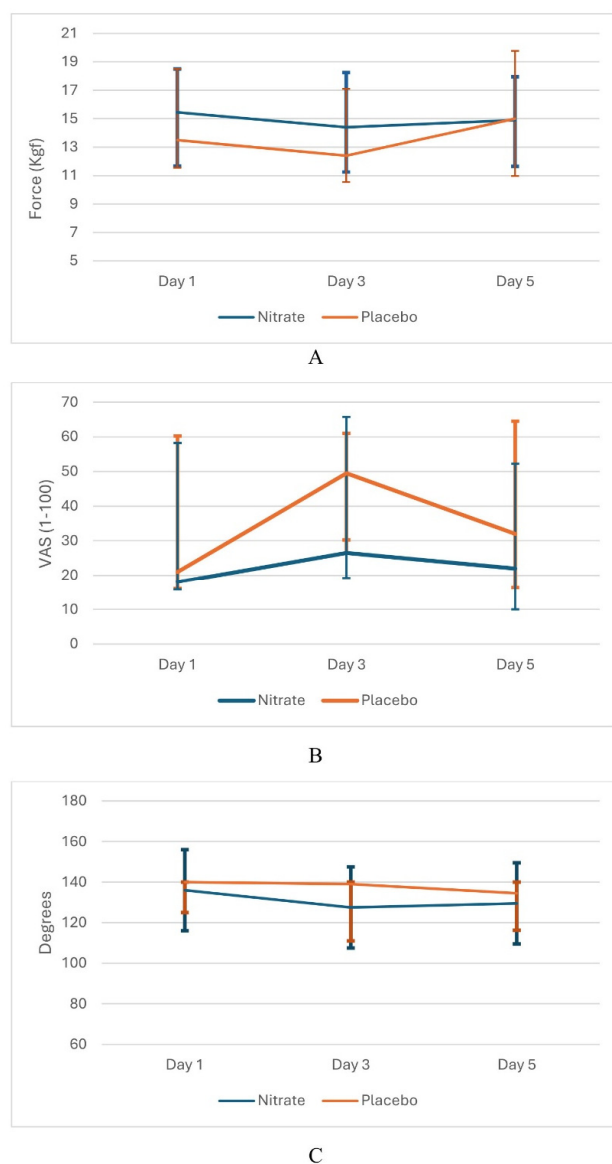 21
19
17
15
13
11
9
7
5
Force (Kgf)
Day 1 Day 3 Day 5
Nitrate Placebo
A
70
60
50
40
30
20
10
0
VAS (1-100)
Day 1 Day 3 Day 5
Nitrate Placebo
B
180
160
140
120
100
80
60
Degrees
Day 1 Day 3 Day 5
Nitrate Placebo
C